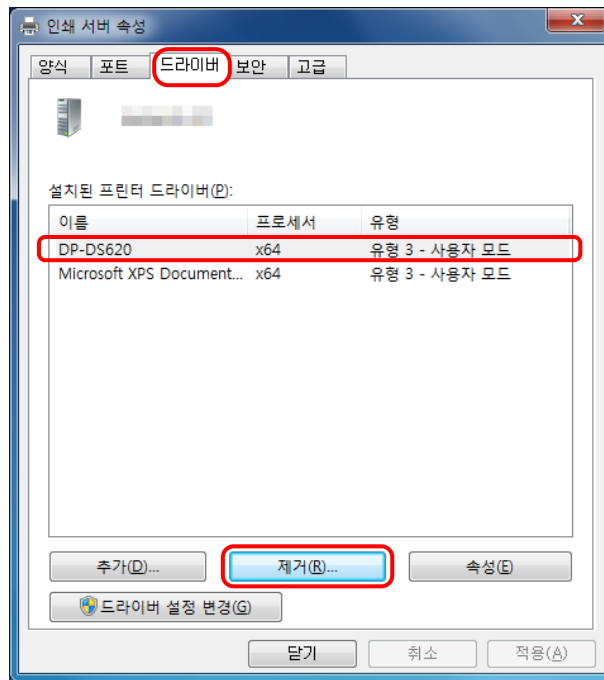 인쇄 서버 속성
양식 포트 드라이버 보안 고급
설치된 프린터 드라이버(P):
이름 프로세서 유형
DP-DS620 x64 유형 3 - 사용자 모드
Microsoft XPS Document... x64 유형 3 - 사용자 모드
추가(D)... 제거(R)... 속성(E)
드라이버 설정 변경(G)
닫기 취소 적용(A)